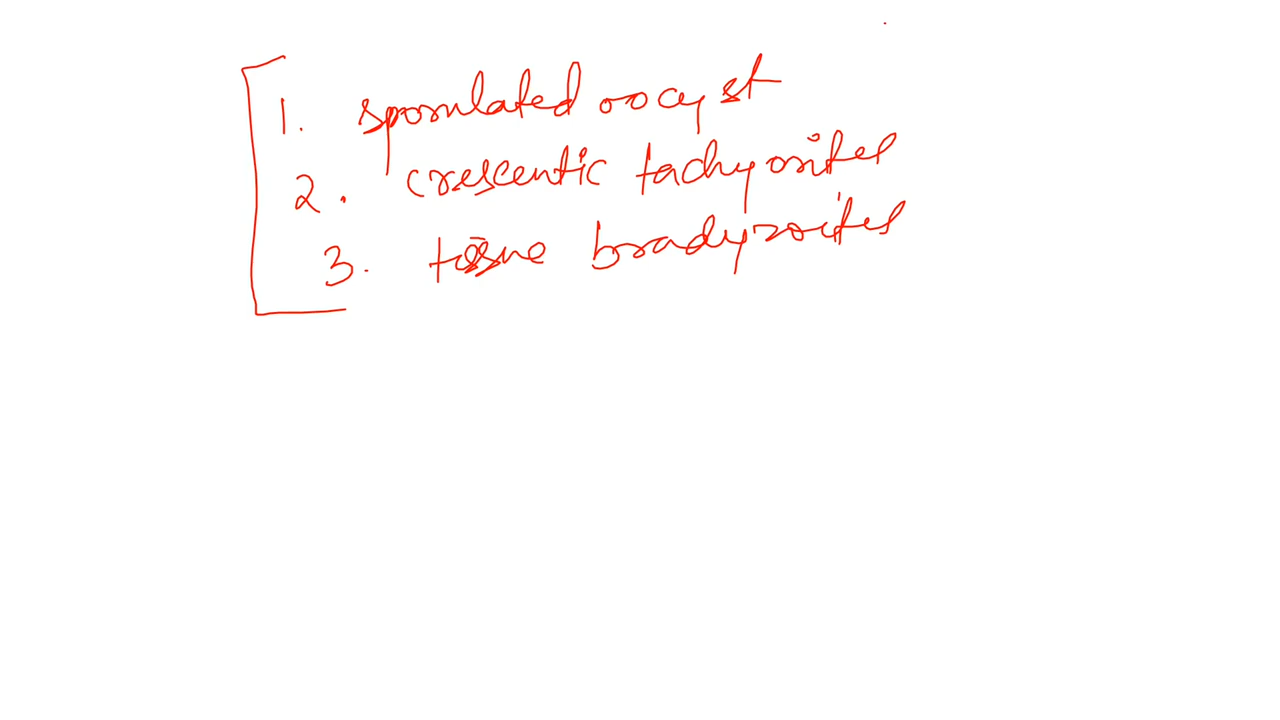 1. sporulated oocyst
2. crescentic tachyzoites
3. tissue bradyzoites